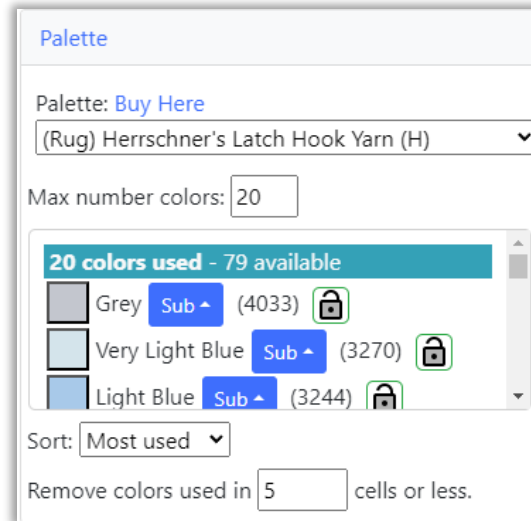 Palette
Palette: Buy Here
(Rug) Herrschner's Latch Hook Yarn (H)
Max number colors: 20
20 colors used - 79 available
Grey Sub (4033)
Very Light Blue Sub (3270)
Light Blue Sub (3244)
Sort: Most used
Remove colors used in 5 cells or less.